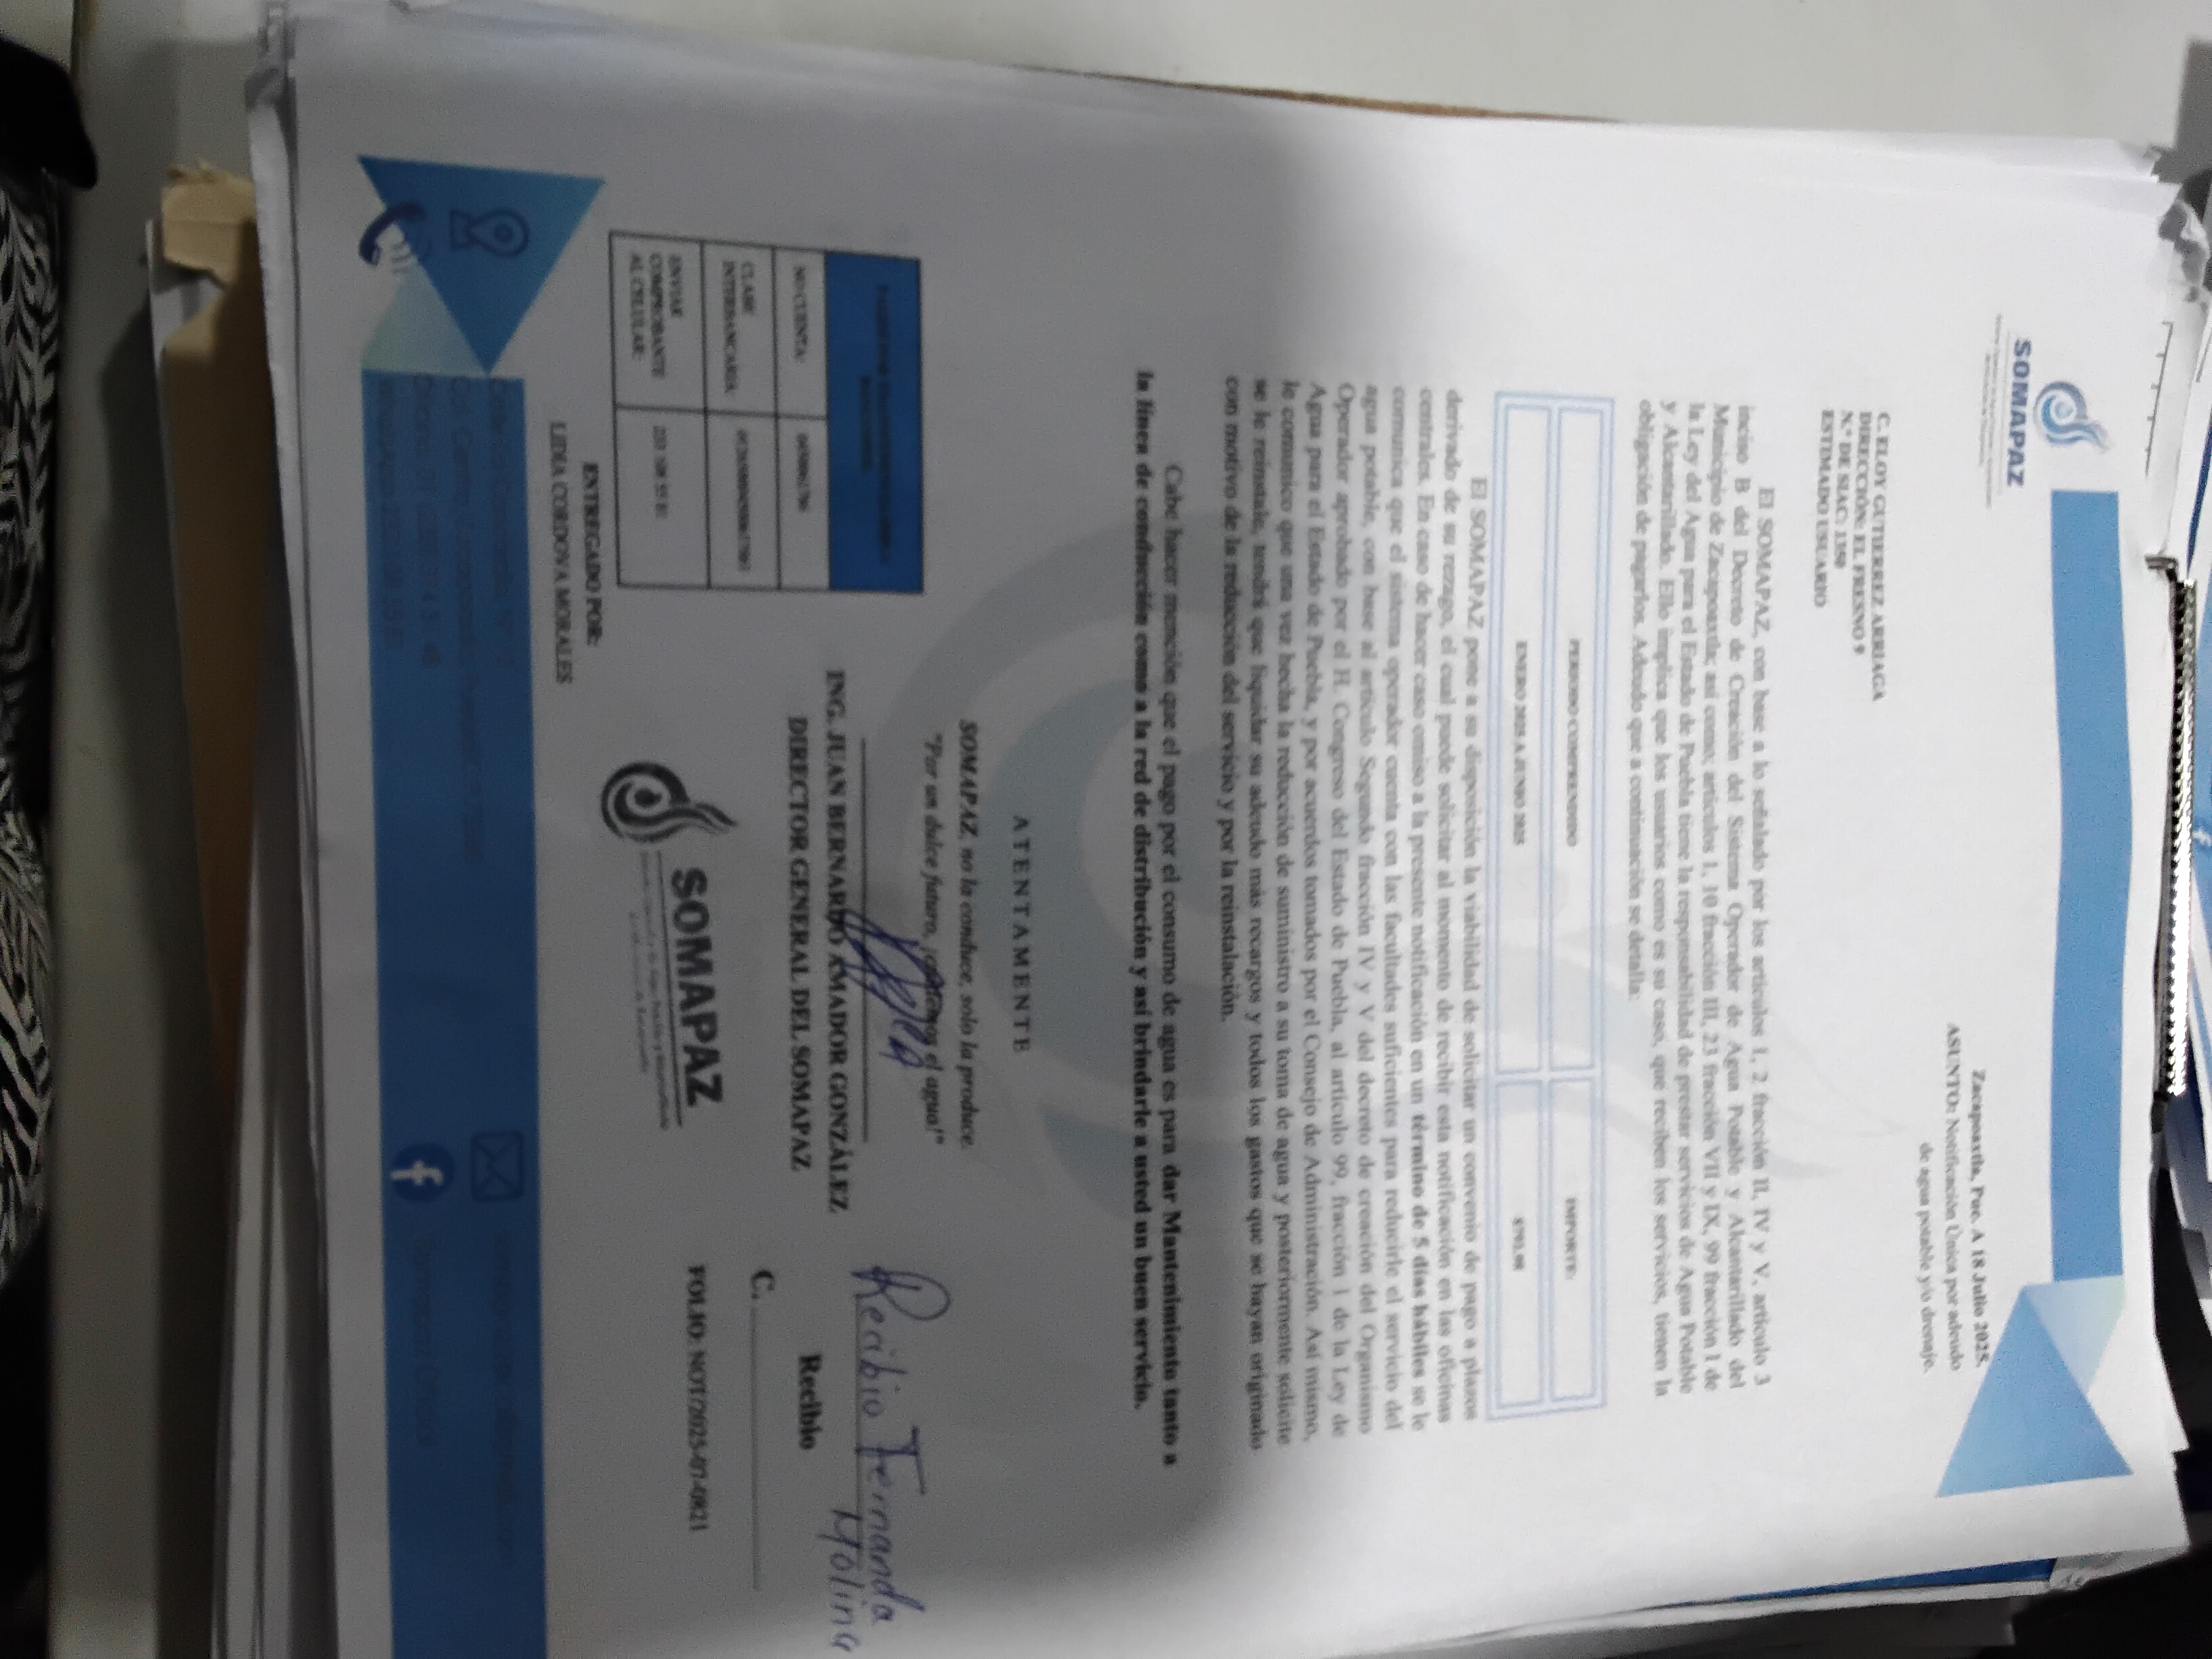 SOMAPAZ
Zacapoaxtla, Pue. A 18 Julio 2025.
ASUNTO: Notificación Única por adeudo
de agua potable y/o drenaje.
C. ELOY GUTIERREZ ARRIAGA
DIRECCIÓN: EL FRESNO 9
N.° DE SIAC: 1350
ESTIMADO USUARIO
El SOMAPAZ, con base a lo señalado por los artículos 1, 2 fracción II, IV y V, artículo 3
inciso B del Decreto de Creación del Sistema Operador de Agua Potable y Alcantarillado del
Municipio de Zacapoaxtla; así como; artículos 1, 10 fracción III, 23 fracción VII y IX, 99 fracción I de
la Ley del Agua para el Estado de Puebla tiene la responsabilidad de prestar servicios de Agua Potable
y Alcantarillado. Ello implica que los usuarios como es su caso, que reciben los servicios, tienen la
obligación de pagarlos. Adeudo que a continuación se detalla:
PERIODO COMPRENDIDO
IMPORTE:
ENERO 2025 A JUNIO 2025
El SOMAPAZ pone a su disposición la viabilidad de solicitar un convenio de pago a plazos
derivado de su rezago, el cual puede solicitar al momento de recibir esta notificación en las oficinas
centrales. En caso de hacer caso omiso a la presente notificación en un término de 5 días hábiles se le
comunica que el sistema operador cuenta con las facultades suficientes para reducirle el servicio del
agua potable, con base al artículo Segundo fracción IV y V del decreto de creación del Organismo
Operador aprobado por el H. Congreso del Estado de Puebla, al artículo 99, fracción 1 de la Ley de
Agua para el Estado de Puebla, y por acuerdos tomados por el Consejo de Administración. Así mismo,
le comunico que una vez hecha la reducción de suministro a su toma de agua y posteriormente solicite
se le reinstale, tendrá que liquidar su adeudo más recargos y todos los gastos que se hayan originado
con motivo de la reducción del servicio y por la reinstalación.
Cabe hacer mención que el pago por el consumo de agua es para dar Mantenimiento tanto a
la línea de conducción como a la red de distribución y así brindarle a usted un buen servicio.
ATENTAMENTE
SOMAPAZ, no la conduce, solo la produce.
"Por un dulce futuro, ¡cuidemos el agua!"
ING. JUAN BERNARDO AMADOR GONZÁLEZ
DIRECTOR GENERAL DEL SOMAPAZ
Recibio Fernanda
Molina
Recibio
C.
FOLIO: NOT/2025-07-0821
NO CUENTA:
CLABE
INTERBANCARIA:
ENVIAR
COMPROBANTE
AL CELULAR:
SOMAPAZ
ENTREGADO POR:
LIDIA CORDOVA MORALES